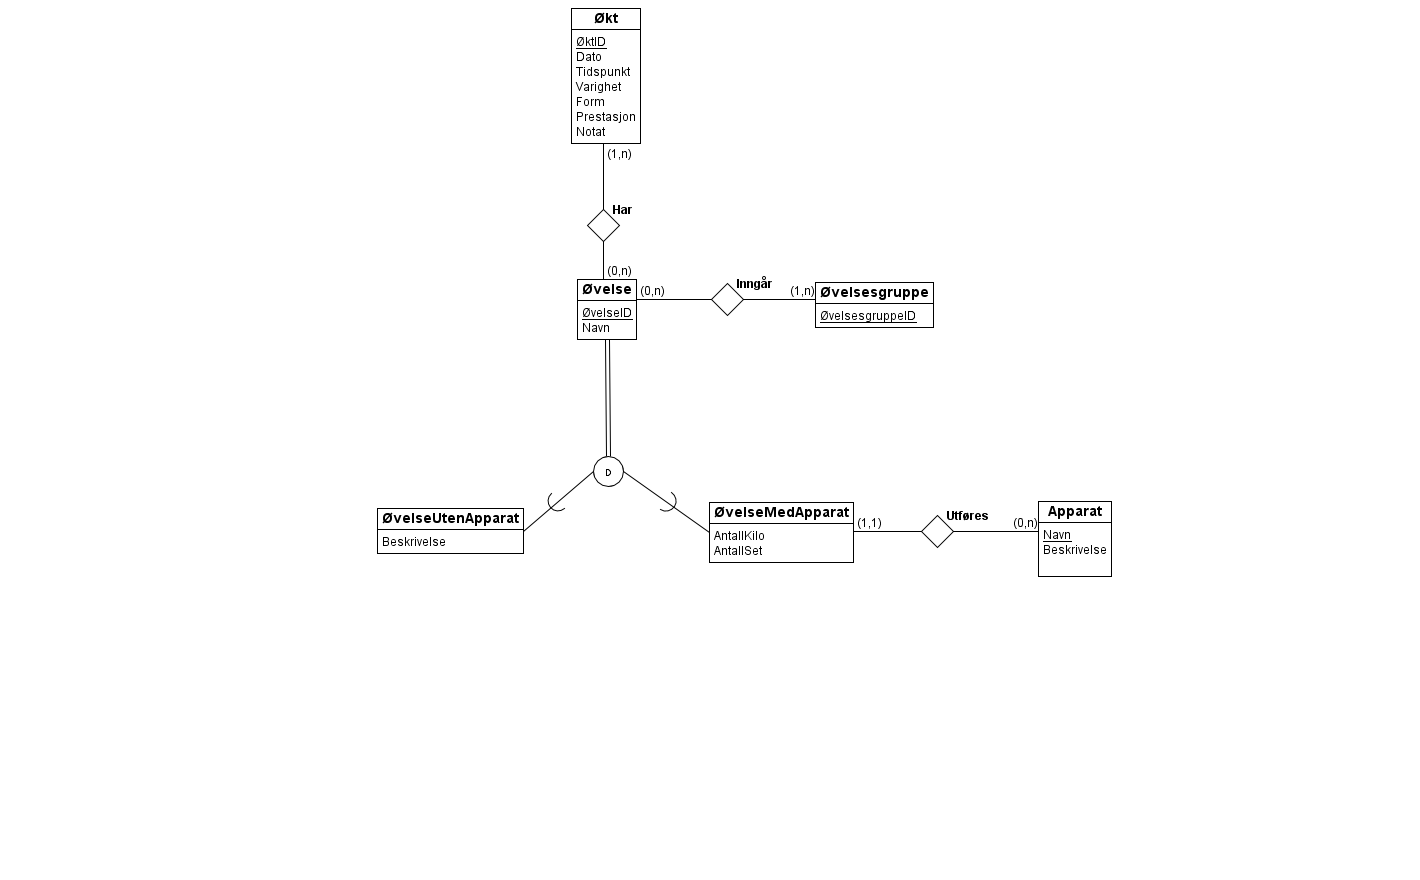 Økt
ØktID
Dato
Tidspunkt
Varighet
Form
Prestasjon
Notat
(1,n)
Har
(0,n)
Øvelse
ØvelseID
Navn
(0,n)
Inngår
(1,n)
Øvelsesgruppe
ØvelsesgruppeID
D
ØvelseUtenApparat
Beskrivelse
ØvelseMedApparat
AntallKilo
AntallSet
(1,1)
Utføres
(0,n)
Apparat
Navn
Beskrivelse